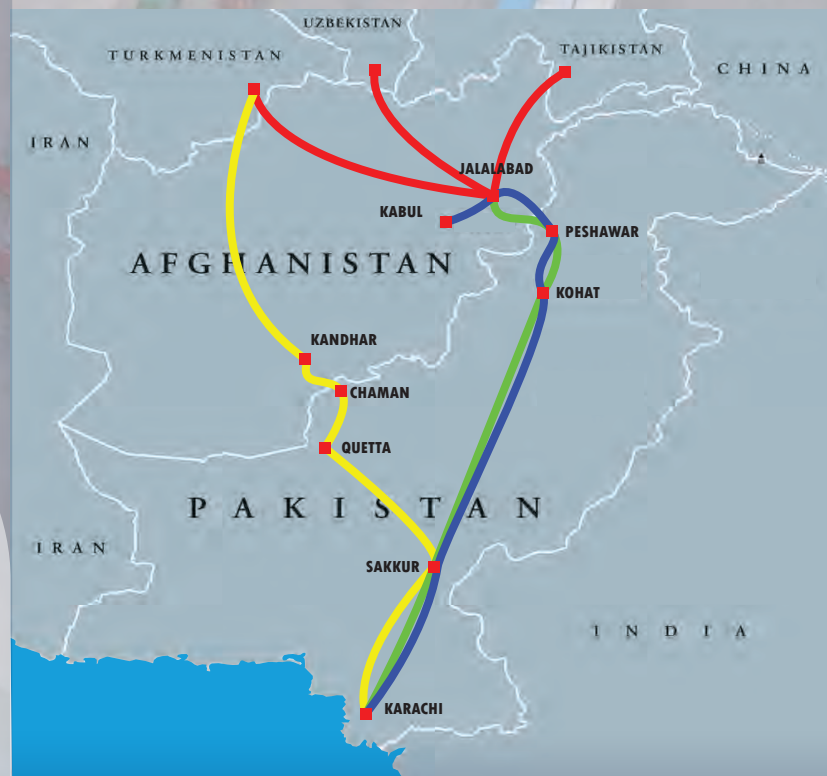 UZBEKISTAN
TURKMENISTAN
TAJIKISTAN
CHINA
IRAN
JALALABAD
KABUL
PESHAWAR
AFGHANISTAN
KOHAT
KANDHAR
CHAMAN
QUETTA
PAKISTAN
IRAN
SAKKUR
INDIA
KARACHI